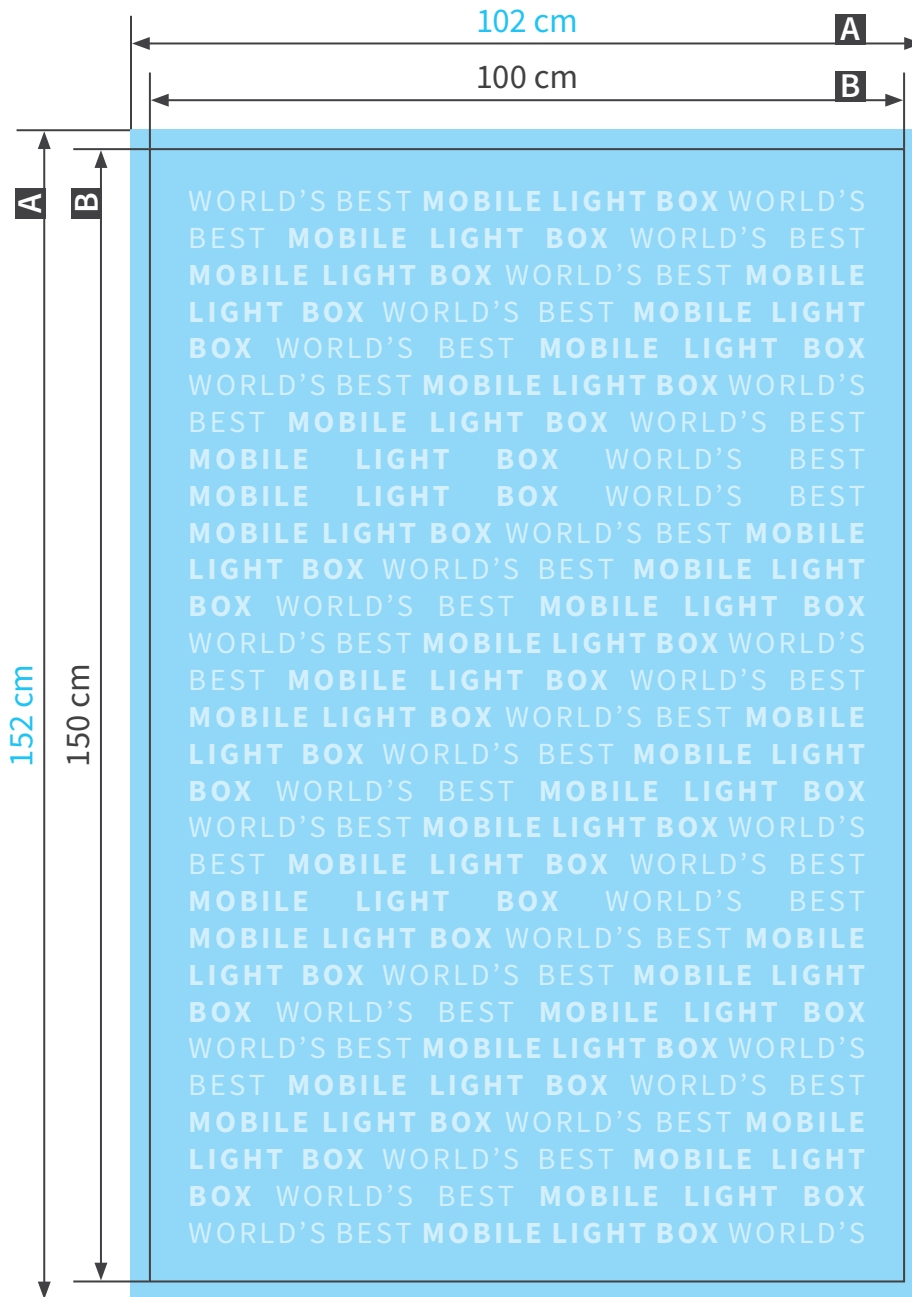 102 cm
A
100 cm
B
A
B
WORLD’S BEST MOBILE LIGHT BOX WORLD’S
BEST MOBILE LIGHT BOX WORLD’S BEST
MOBILE LIGHT BOX WORLD’S BEST MOBILE
LIGHT BOX WORLD’S BEST MOBILE LIGHT
BOX WORLD’S BEST MOBILE LIGHT BOX
WORLD’S BEST MOBILE LIGHT BOX WORLD’S
BEST MOBILE LIGHT BOX WORLD’S BEST
MOBILE LIGHT BOX WORLD’S BEST
MOBILE LIGHT BOX WORLD’S BEST
MOBILE LIGHT BOX WORLD’S BEST MOBILE
LIGHT BOX WORLD’S BEST MOBILE LIGHT
BOX WORLD’S BEST MOBILE LIGHT BOX
WORLD’S BEST MOBILE LIGHT BOX WORLD’S
BEST MOBILE LIGHT BOX WORLD’S BEST
MOBILE LIGHT BOX WORLD’S BEST MOBILE
LIGHT BOX WORLD’S BEST MOBILE LIGHT
BOX WORLD’S BEST MOBILE LIGHT BOX
WORLD’S BEST MOBILE LIGHT BOX WORLD’S
BEST MOBILE LIGHT BOX WORLD’S BEST
MOBILE LIGHT BOX WORLD’S BEST
MOBILE LIGHT BOX WORLD’S BEST MOBILE
LIGHT BOX WORLD’S BEST MOBILE LIGHT
BOX WORLD’S BEST MOBILE LIGHT BOX
WORLD’S BEST MOBILE LIGHT BOX WORLD’S
BEST MOBILE LIGHT BOX WORLD’S BEST
MOBILE LIGHT BOX WORLD’S BEST MOBILE
LIGHT BOX WORLD’S BEST MOBILE LIGHT
BOX WORLD’S BEST MOBILE LIGHT BOX
WORLD’S BEST MOBILE LIGHT BOX WORLD’S
152 cm
150 cm